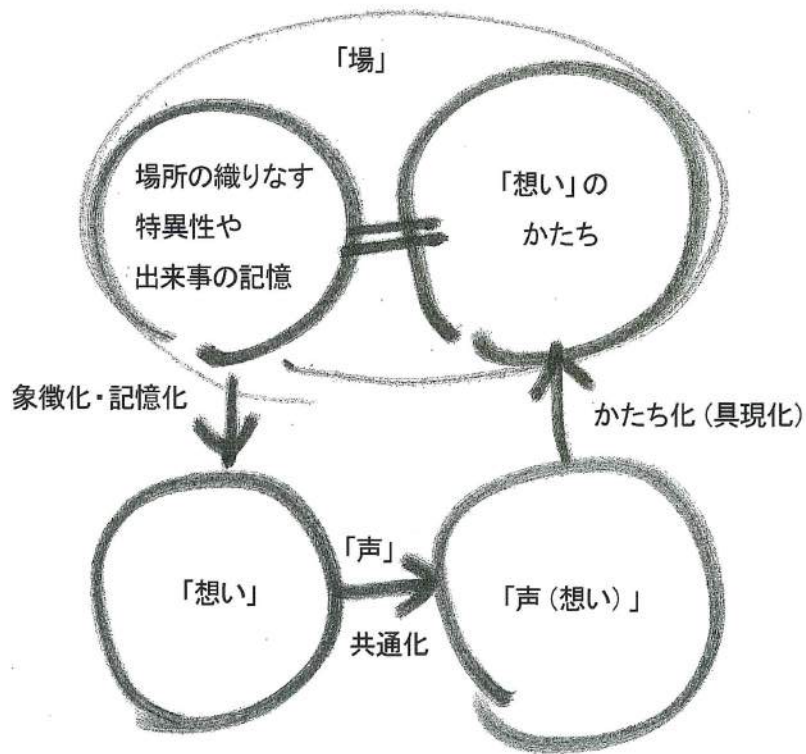 「場」
場所の織りなす
特異性や
出来事の記憶
「想い」の
かたち
象徴化・記憶化
かたち化(具現化)
「想い」
「声」
共通化
「声(想い)」